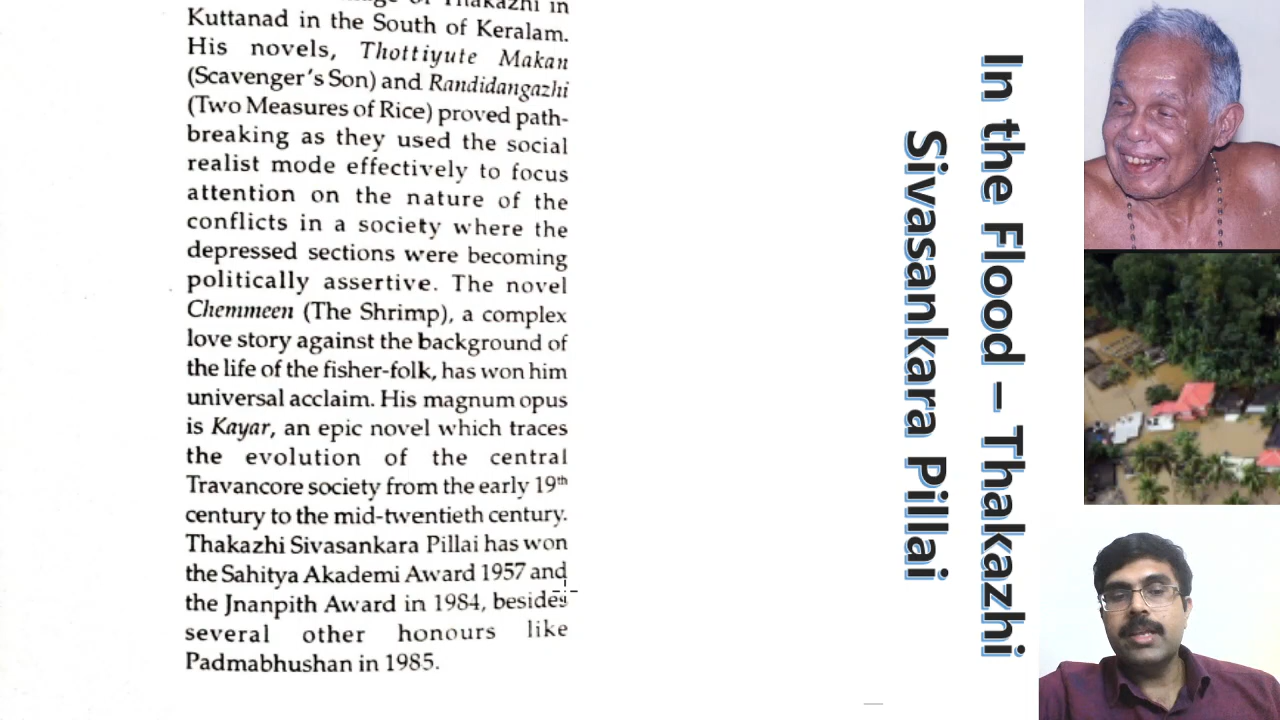 Thakazhi in
Kuttanad in the South of Keralam.
His novels, Thottiyute Makan
(Scavenger's Son) and Randidangazhi
(Two Measures of Rice) proved path-
breaking as they used the social
realist mode effectively to focus
attention on the nature of the
conflicts in a society where the
depressed sections were becoming
politically assertive. The novel
Chemmeen (The Shrimp), a complex
love story against the background of
the life of the fisher-folk, has won him
universal acclaim. His magnum opus
is Kayar, an epic novel which traces
the evolution of the central
Travancore society from the early 19th
century to the mid-twentieth century.
Thakazhi Sivasankara Pillai has won
the Sahitya Akademi Award 1957 and
the Jnanpith Award in 1984, besides
several other honours like
Padmabhushan in 1985.
In the Flood – Thakazhi
Sivasankara Pillai